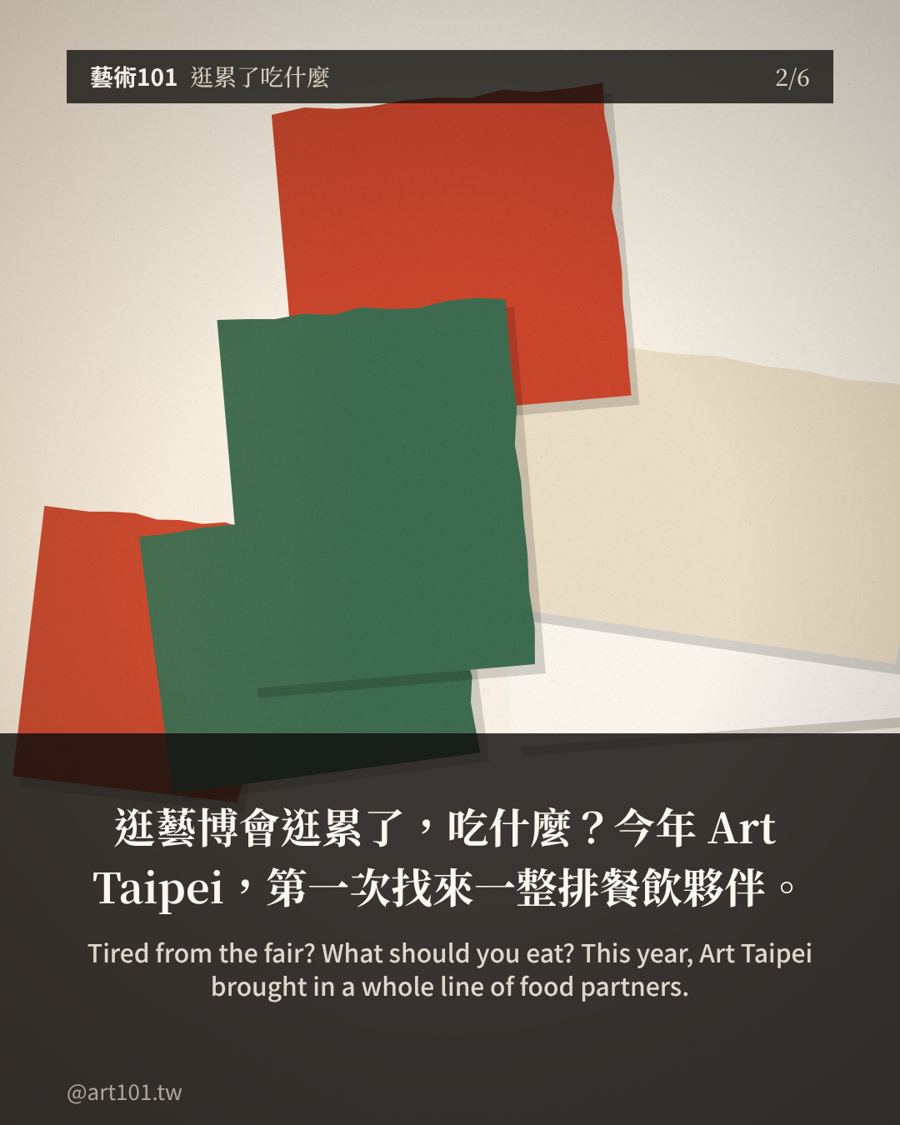 藝術101 逛累了吃什麼 2/6
逛藝博會逛累了，吃什麼？今年 Art
Taipei，第一次找來一整排餐飲夥伴。
Tired from the fair? What should you eat? This year, Art Taipei
brought in a whole line of food partners.
@art101.tw